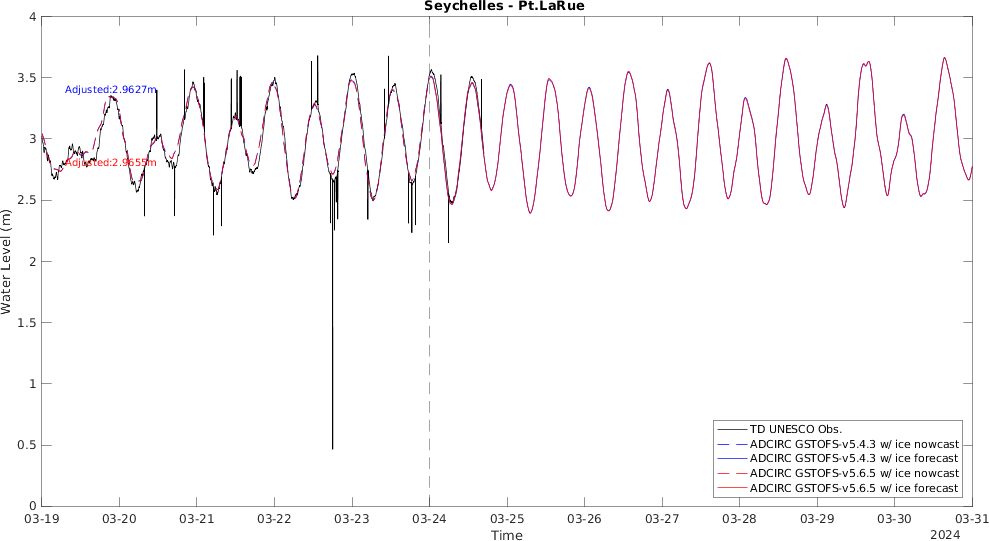 Seychelles - Pt.LaRue
4
3.5
3
2.5
2
1.5
1
0.5
0
Water Level (m)
Adjusted:2.9627m
Adjusted:2.9655m
TD UNESCO Obs.
ADCIRC GSTOFS-v5.4.3 w/ ice nowcast
ADCIRC GSTOFS-v5.4.3 w/ ice forecast
ADCIRC GSTOFS-v5.6.5 w/ ice nowcast
ADCIRC GSTOFS-v5.6.5 w/ ice forecast
03-19 03-20 03-21 03-22 03-23 03-24 03-25 03-26 03-27 03-28 03-29 03-30 03-31
Time
2024